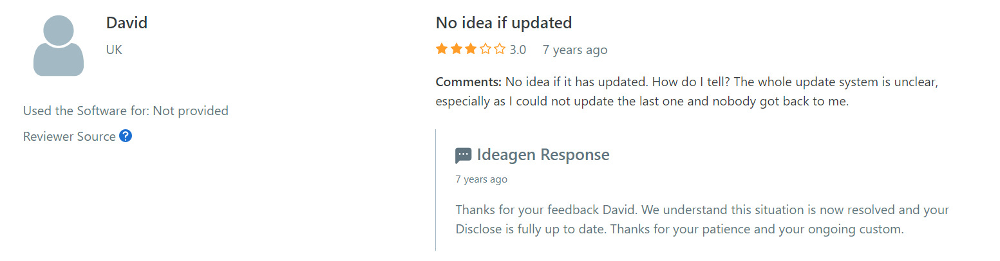 David
UK
Used the Software for: Not provided
Reviewer Source ?
No idea if updated
3.0 7 years ago
Comments: No idea if it has updated. How do I tell? The whole update system is unclear,
especially as I could not update the last one and nobody got back to me.
Ideagen Response
7 years ago
Thanks for your feedback David. We understand this situation is now resolved and your
Disclose is fully up to date. Thanks for your patience and your ongoing custom.